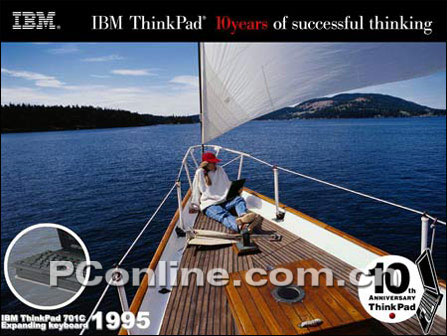 IBM.
IBM ThinkPad® 10years of successful thinking
PConline.com.cn
IBM ThinkPad 701C
Expanding keyboard
1995
10th
ANNIVERSARY
ThinkPad